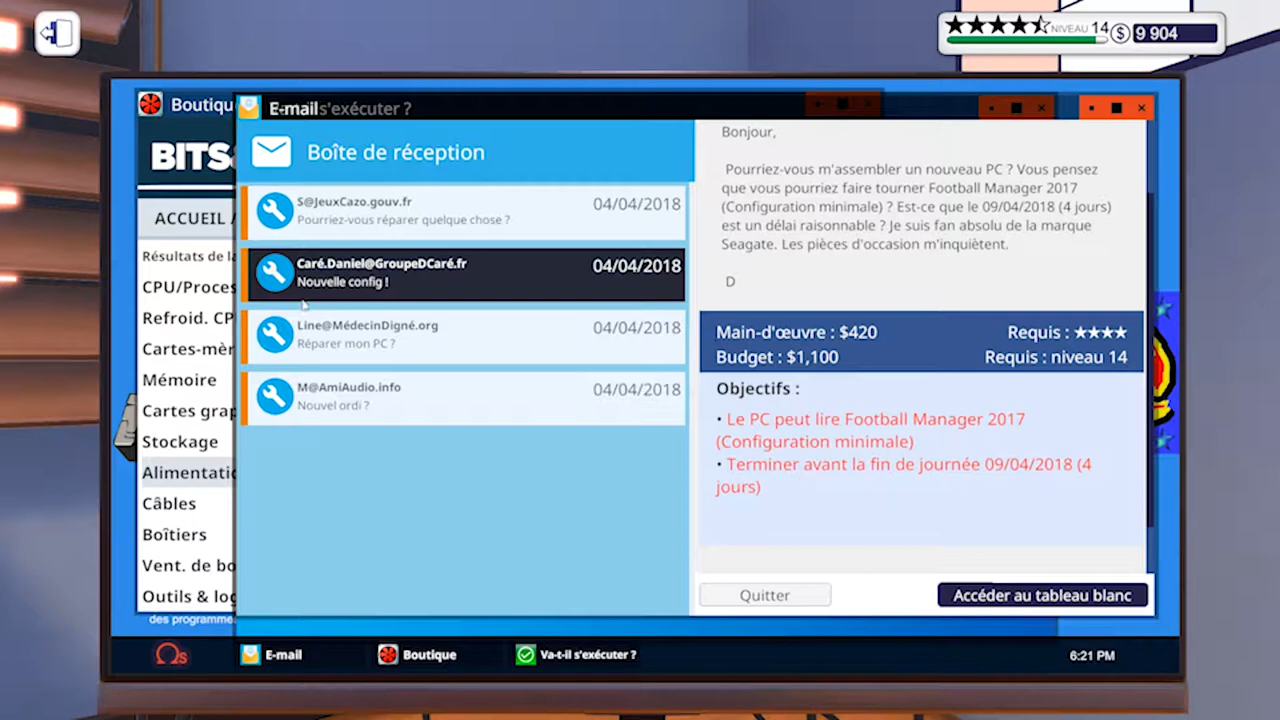 NIVEAU 14
$ 9 904
Boutiqu
E-mail s'exécuter ?
BITS
ACCUEIL /
Résultats de la
CPU/Proces
Refroid. CP
Cartes-mèr
Mémoire
Cartes grap
Stockage
Alimentatio
Câbles
Boîtiers
Vent. de bo
Outils & log
des programme
Boîte de réception
S@JeuxCazo.gouv.fr 04/04/2018
Pourriez-vous réparer quelque chose ?
Caré.Daniel@GroupeDCaré.fr 04/04/2018
Nouvelle config !
Line@MédecinDigné.org 04/04/2018
Réparer mon PC ?
M@AmiAudio.info 04/04/2018
Nouvel ordi ?
Bonjour,
Pourriez-vous m'assembler un nouveau PC ? Vous pensez
que vous pourriez faire tourner Football Manager 2017
(Configuration minimale) ? Est-ce que le 09/04/2018 (4 jours)
est un délai raisonnable ? Je suis fan absolu de la marque
Seagate. Les pièces d'occasion m'inquiètent.
D
Main-d'œuvre : $420 Requis : ★★★★
Budget : $1,100 Requis : niveau 14
Objectifs :
• Le PC peut lire Football Manager 2017
(Configuration minimale)
• Terminer avant la fin de journée 09/04/2018 (4
jours)
Quitter
Accéder au tableau blanc
Ωs E-mail Boutique Va-t-il s'exécuter ? 6:21 PM